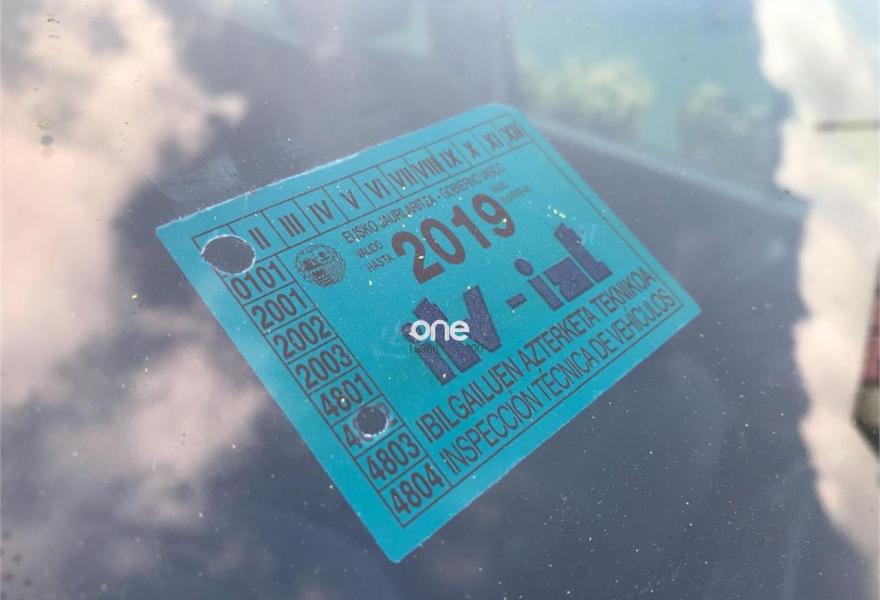 II III IV V VI VII VIII IX X XI XII
EUSKO JAURLARITZA - GOBIERNO VASCO
VALIDO
HASTA
2019
0101
2001
2002
2003
4801
4
4803
4804
itv - iat
one
IBILGAILUEN AZTERKETA TEKNIKOA
INSPECCIÓN TÉCNICA DE VEHÍCULOS